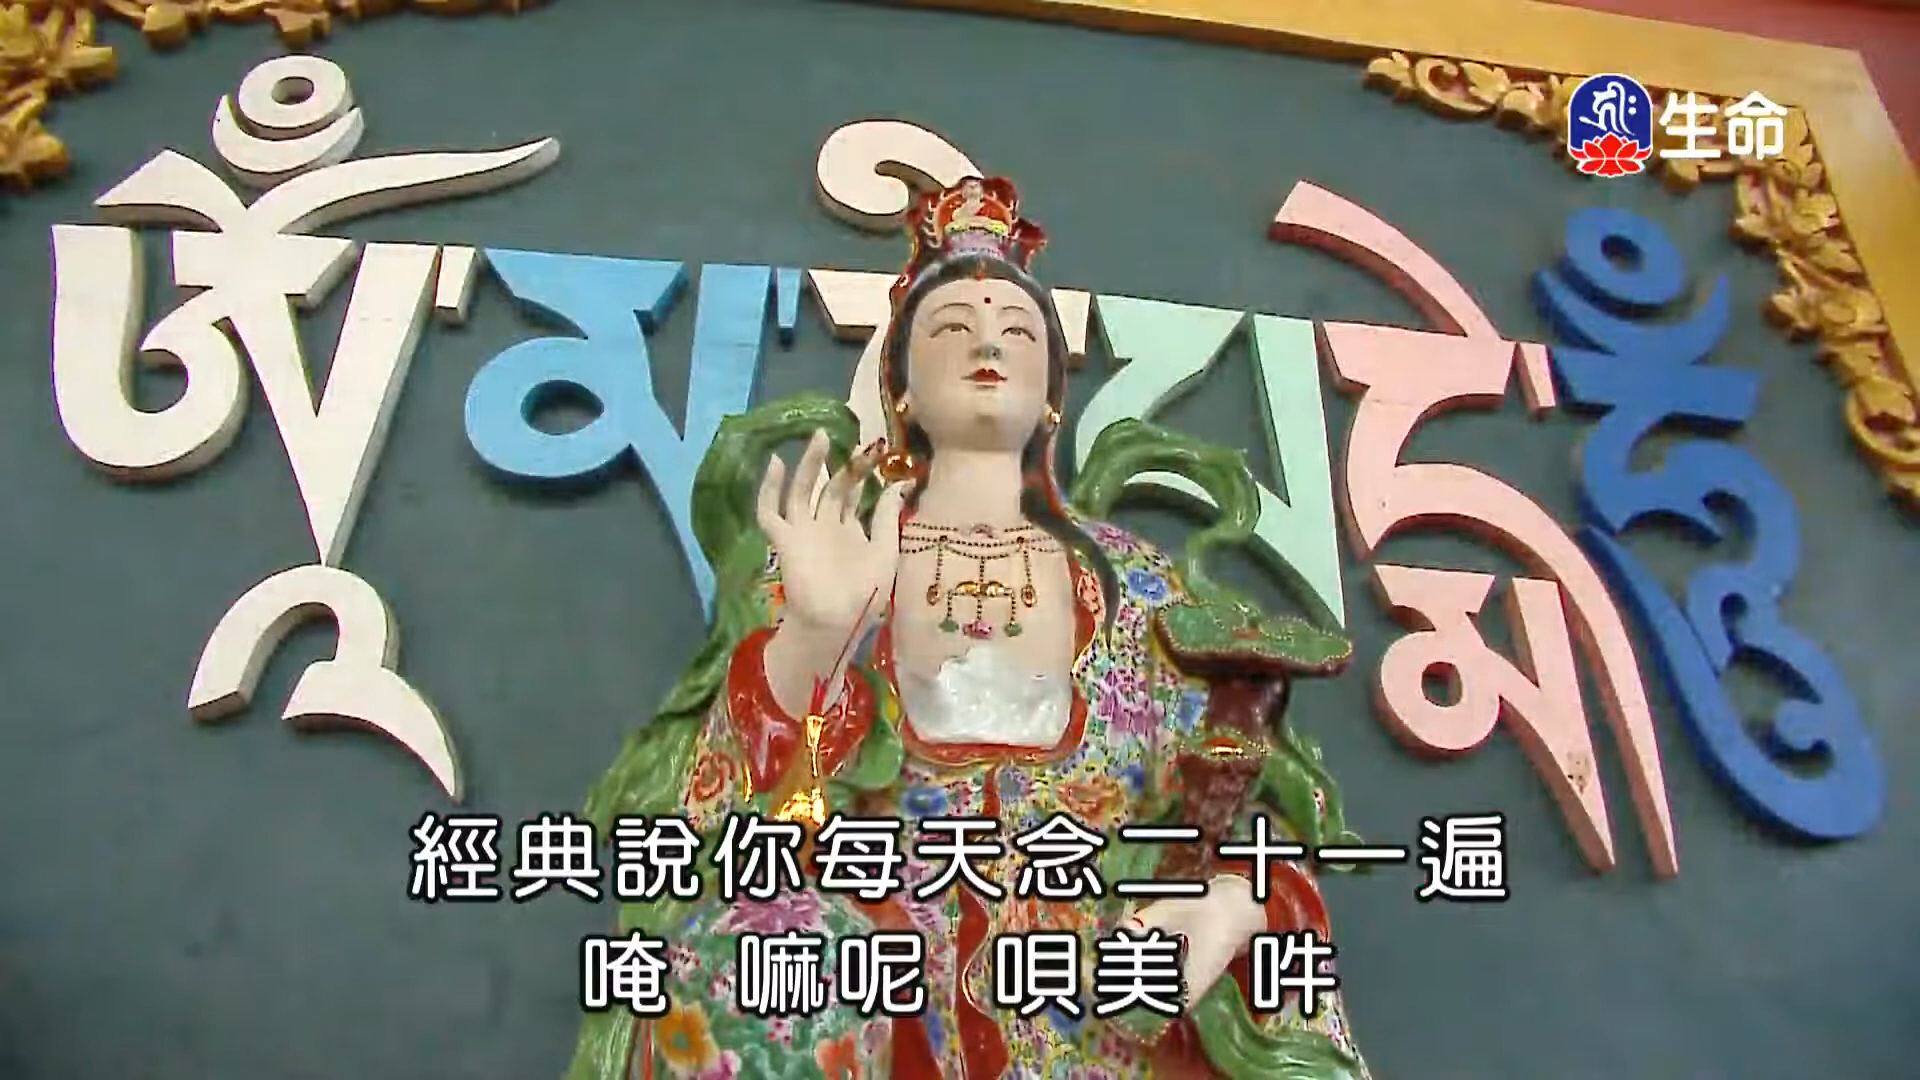 ༀ་མ་ཎི་པདྨེ་ཧཱུྃ
生命
經典說你每天念二十一遍
唵 嘛呢 唄美 吽